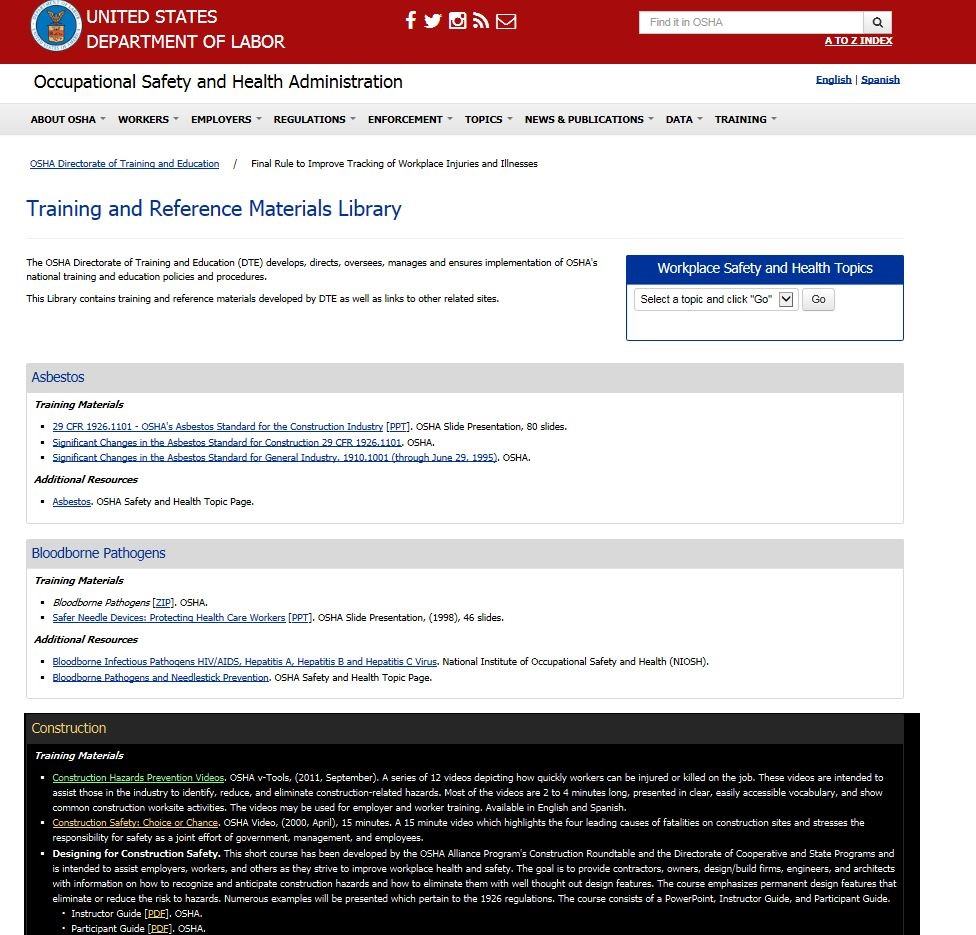 UNITED STATES
DEPARTMENT OF LABOR
Find it in OSHA
A TO Z INDEX
Occupational Safety and Health Administration
English | Spanish
ABOUT OSHA WORKERS EMPLOYERS REGULATIONS ENFORCEMENT TOPICS NEWS & PUBLICATIONS DATA TRAINING
OSHA Directorate of Training and Education / Final Rule to Improve Tracking of Workplace Injuries and Illnesses
Training and Reference Materials Library
The OSHA Directorate of Training and Education (DTE) develops, directs, oversees, manages and ensures implementation of OSHA's
national training and education policies and procedures.
This Library contains training and reference materials developed by DTE as well as links to other related sites.
Workplace Safety and Health Topics
Select a topic and click "Go" Go
Asbestos
Training Materials
▪ 29 CFR 1926.1101 - OSHA's Asbestos Standard for the Construction Industry [PPT]. OSHA Slide Presentation, 80 slides.
▪ Significant Changes in the Asbestos Standard for Construction 29 CFR 1926.1101. OSHA.
▪ Significant Changes in the Asbestos Standard for General Industry. 1910.1001 (through June 29, 1995). OSHA.
Additional Resources
▪ Asbestos. OSHA Safety and Health Topic Page.
Bloodborne Pathogens
Training Materials
▪ Bloodborne Pathogens [ZIP]. OSHA.
▪ Safer Needle Devices: Protecting Health Care Workers [PPT]. OSHA Slide Presentation, (1998), 46 slides.
Additional Resources
▪ Bloodborne Infectious Pathogens HIV/AIDS, Hepatitis A, Hepatitis B and Hepatitis C Virus. National Institute of Occupational Safety and Health (NIOSH).
▪ Bloodborne Pathogens and Needlestick Prevention. OSHA Safety and Health Topic Page.
Construction
Training Materials
▪ Construction Hazards Prevention Videos. OSHA v-Tools, (2011, September). A series of 12 videos depicting how quickly workers can be injured or killed on the job. These videos are intended to
assist those in the industry to identify, reduce, and eliminate construction-related hazards. Most of the videos are 2 to 4 minutes long, presented in clear, easily accessible vocabulary, and show
common construction worksite activities. The videos may be used for employer and worker training. Available in English and Spanish.
▪ Construction Safety: Choice or Chance. OSHA Video, (2000, April), 15 minutes. A 15 minute video which highlights the four leading causes of fatalities on construction sites and stresses the
responsibility for safety as a joint effort of government, management, and employees.
▪ Designing for Construction Safety. This short course has been developed by the OSHA Alliance Program's Construction Roundtable and the Directorate of Cooperative and State Programs and
is intended to assist employers, workers, and others as they strive to improve workplace health and safety. The goal is to provide contractors, owners, design/build firms, engineers, and architects
with information on how to recognize and anticipate construction hazards and how to eliminate them with well thought out design features. The course emphasizes permanent design features that
eliminate or reduce the risk to hazards. Numerous examples will be presented which pertain to the 1926 regulations. The course consists of a PowerPoint, Instructor Guide, and Participant Guide.
• Instructor Guide [PDF]. OSHA.
• Participant Guide [PDF]. OSHA.